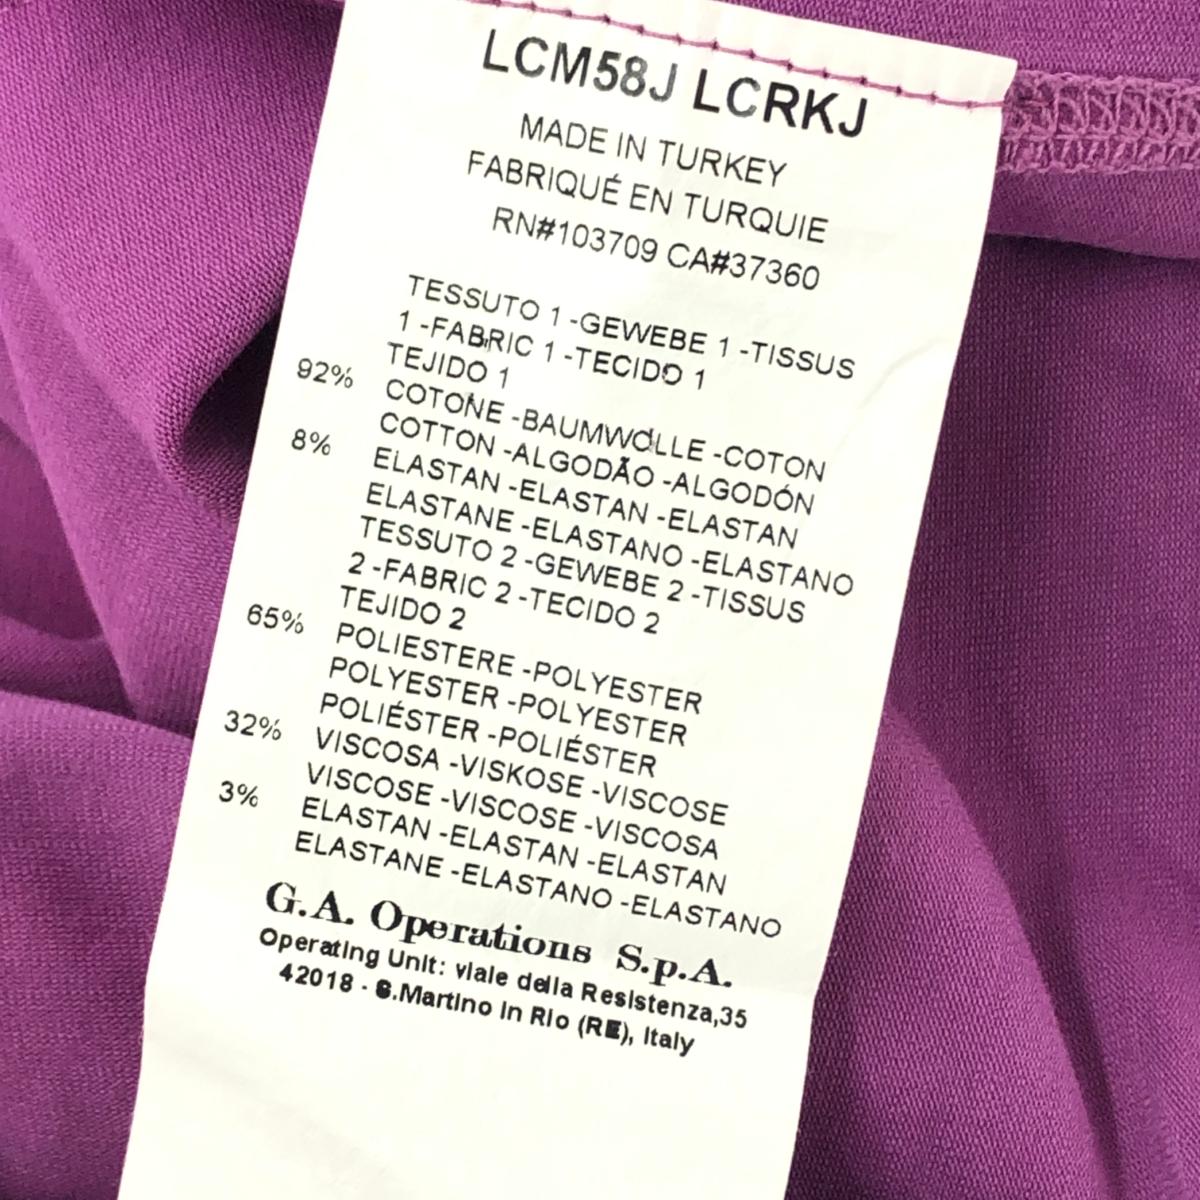 LCM58J LCRKJ
MADE IN TURKEY
FABRIQUÉ EN TURQUIE
RN#103709 CA#37360
TESSUTO 1 -GEWEBE 1 -TISSUS
1 -FABRIC 1 -TECIDO 1
TEJIDO 1
92% COTONE -BAUMWOLLE -COTON
COTTON -ALGODÃO -ALGODÓN
8% ELASTAN -ELASTAN -ELASTAN
ELASTANE -ELASTANO -ELASTANO
TESSUTO 2 -GEWEBE 2 -TISSUS
2 -FABRIC 2 -TECIDO 2
TEJIDO 2
65% POLIESTERE -POLYESTER
POLYESTER -POLYESTER
POLIÉSTER -POLIÉSTER
32% VISCOSA -VISKOSE -VISCOSE
VISCOSE -VISCOSE -VISCOSA
3% ELASTAN -ELASTAN -ELASTAN
ELASTANE -ELASTANO -ELASTANO
G.A. Operations S.p.A.
Operating Unit: viale della Resistenza,35
42018 - S.Martino in Rio (RE), Italy